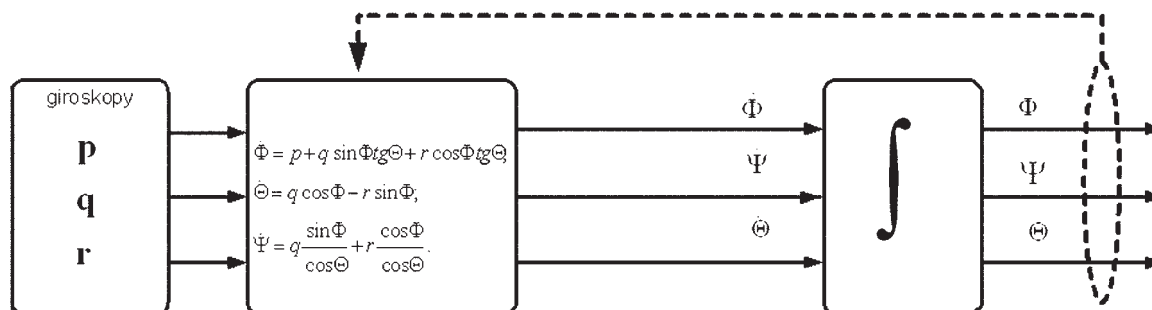 giroskopy
p
q
r
Φ̇ = p + q sinΦtgΘ + r cosΦtgΘ;
Θ̇ = q cosΦ − r sinΦ;
Ψ̇ = q sinΦ/cosΘ + r cosΦ/cosΘ.
Φ̇
Ψ̇
Θ̇
∫
Φ
Ψ
Θ